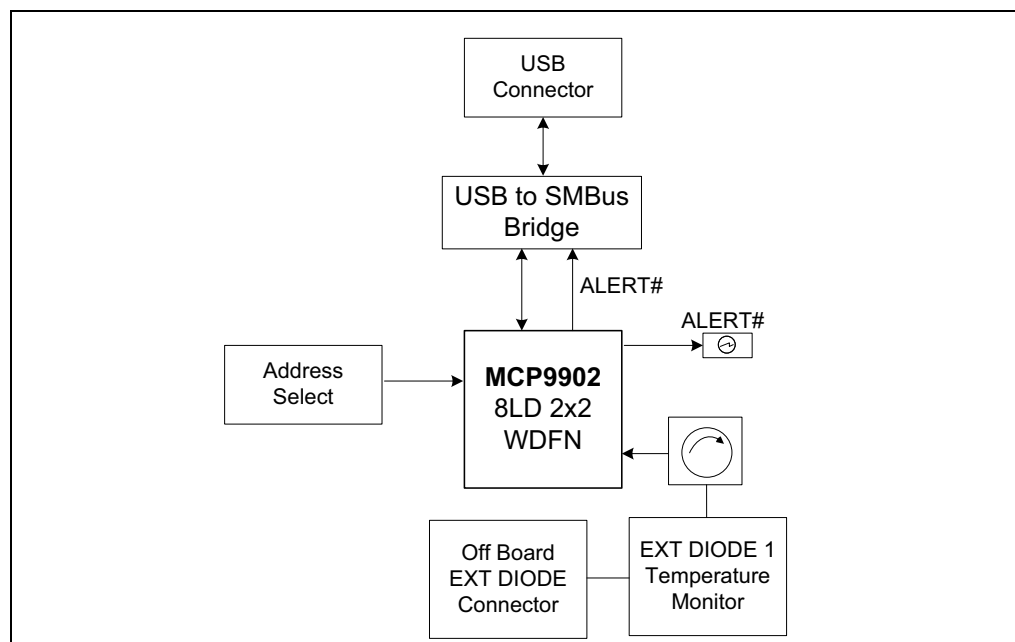 USB
Connector
USB to SMBus
Bridge
ALERT#
ALERT#
Address
Select
MCP9902
8LD 2x2
WDFN
Off Board
EXT DIODE
Connector
EXT DIODE 1
Temperature
Monitor